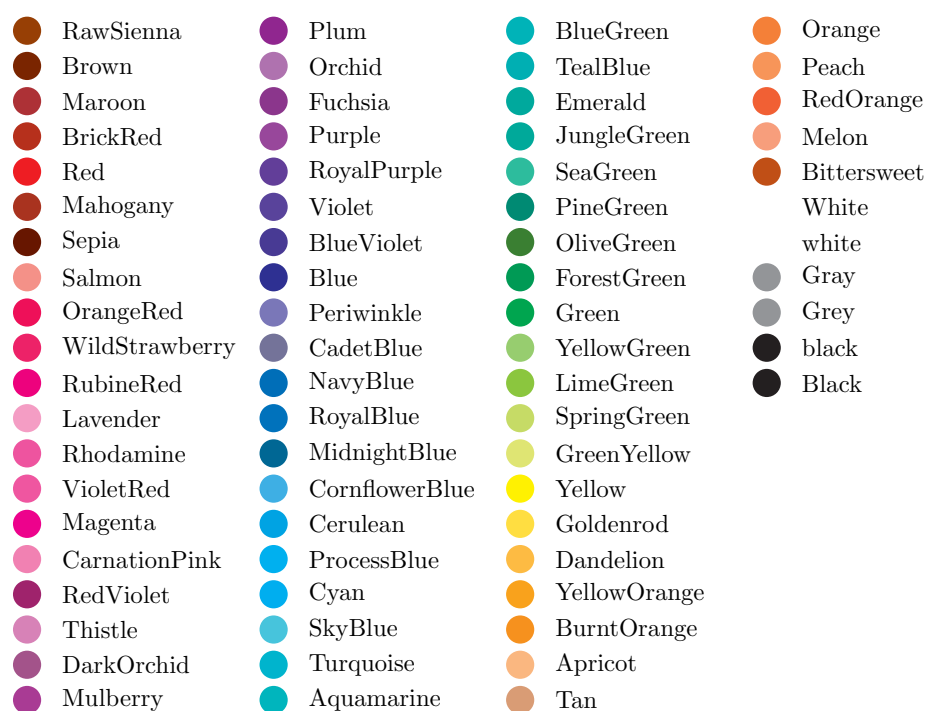 RawSienna
Brown
Maroon
BrickRed
Red
Mahogany
Sepia
Salmon
OrangeRed
WildStrawberry
RubineRed
Lavender
Rhodamine
VioletRed
Magenta
CarnationPink
RedViolet
Thistle
DarkOrchid
Mulberry
Plum
Orchid
Fuchsia
Purple
RoyalPurple
Violet
BlueViolet
Blue
Periwinkle
CadetBlue
NavyBlue
RoyalBlue
MidnightBlue
CornflowerBlue
Cerulean
ProcessBlue
Cyan
SkyBlue
Turquoise
Aquamarine
BlueGreen
TealBlue
Emerald
JungleGreen
SeaGreen
PineGreen
OliveGreen
ForestGreen
Green
YellowGreen
LimeGreen
SpringGreen
GreenYellow
Yellow
Goldenrod
Dandelion
YellowOrange
BurntOrange
Apricot
Tan
Orange
Peach
RedOrange
Melon
Bittersweet
White
white
Gray
Grey
black
Black